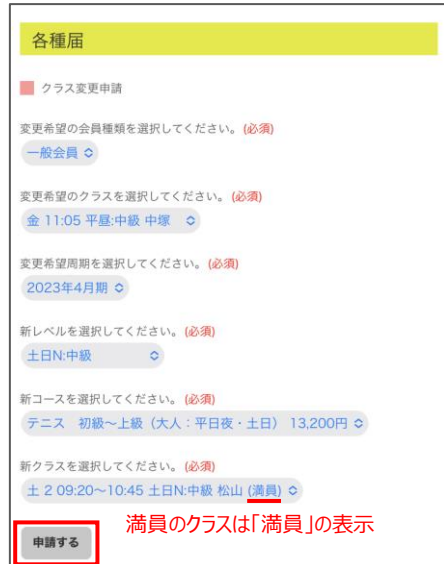 各種届
クラス変更申請
変更希望の会員種類を選択してください。(必須)
一般会員
変更希望のクラスを選択してください。(必須)
金 11:05 平昼:中級 中塚
変更希望周期を選択してください。(必須)
2023年4月期
新レベルを選択してください。(必須)
土日N:中級
新コースを選択してください。(必須)
テニス 初級～上級（大人：平日夜・土日） 13,200円
新クラスを選択してください。(必須)
土 2 09:20～10:45 土日N:中級 松山 (満員)
満員のクラスは「満員」の表示
申請する